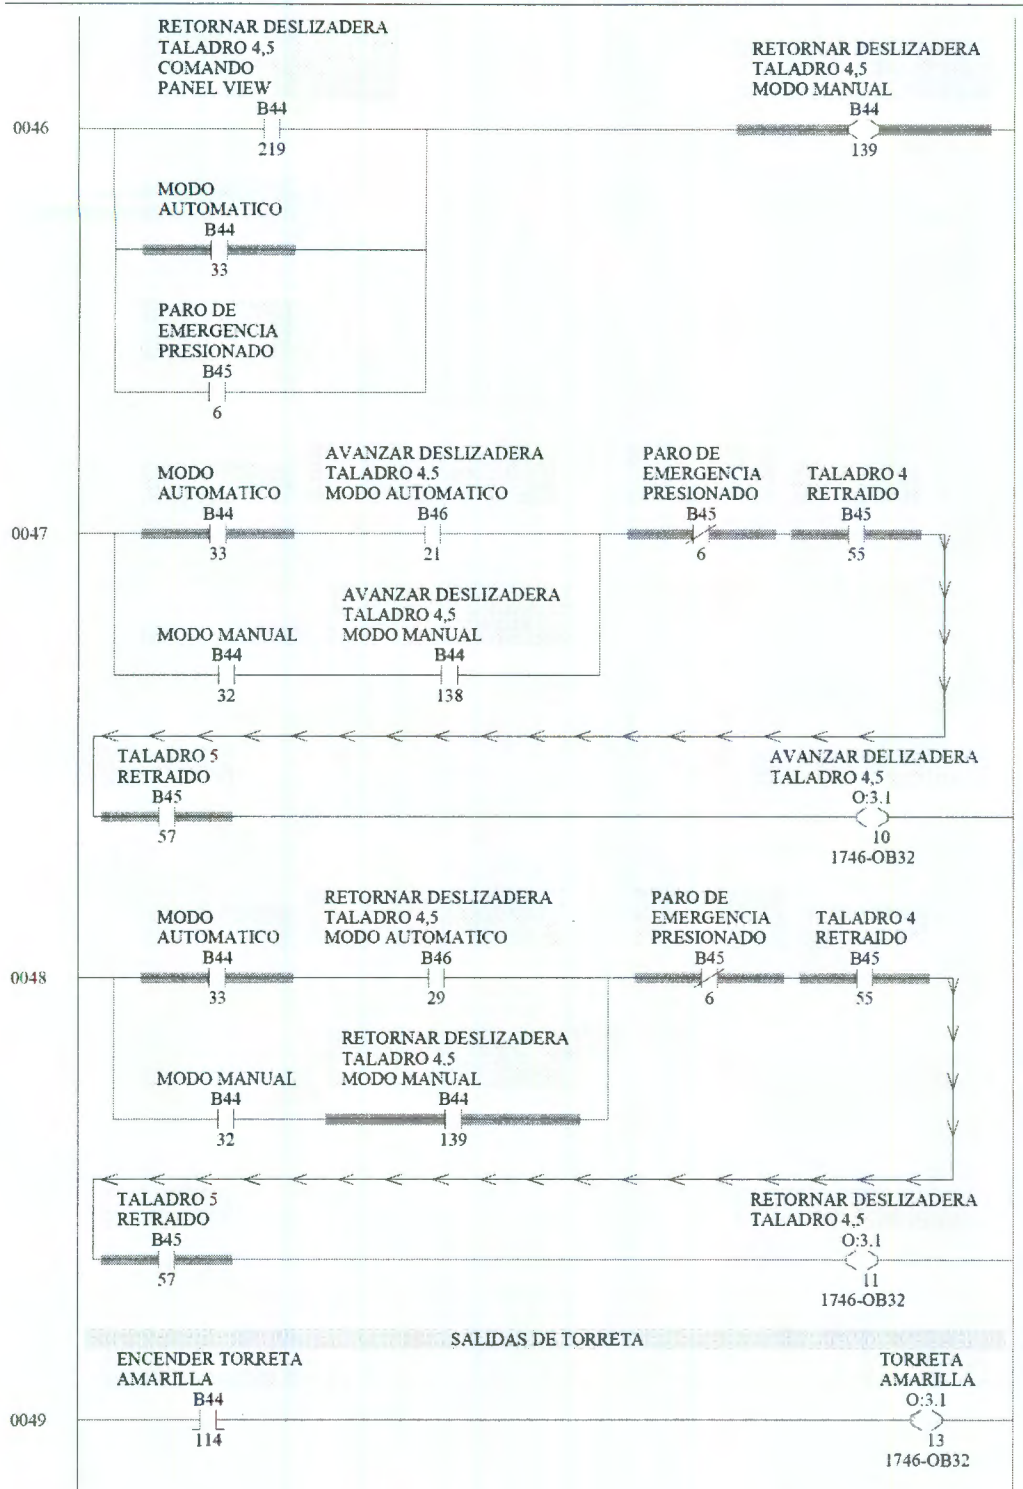 RETORNAR DESLIZADERA
TALADRO 4,5
COMANDO
PANEL VIEW
B44
219
RETORNAR DESLIZADERA
TALADRO 4,5
MODO MANUAL
B44
139
0046
MODO
AUTOMATICO
B44
33
PARO DE
EMERGENCIA
PRESIONADO
B45
6
0047
MODO
AUTOMATICO
B44
33
AVANZAR DESLIZADERA
TALADRO 4,5
MODO AUTOMATICO
B46
21
PARO DE
EMERGENCIA
PRESIONADO
B45
6
TALADRO 4
RETRAIDO
B45
55
MODO MANUAL
B44
32
AVANZAR DESLIZADERA
TALADRO 4,5
MODO MANUAL
B44
138
TALADRO 5
RETRAIDO
B45
57
AVANZAR DELIZADERA
TALADRO 4,5
O:3.1
10
1746-OB32
0048
MODO
AUTOMATICO
B44
33
RETORNAR DESLIZADERA
TALADRO 4,5
MODO AUTOMATICO
B46
29
PARO DE
EMERGENCIA
PRESIONADO
B45
6
TALADRO 4
RETRAIDO
B45
55
MODO MANUAL
B44
32
RETORNAR DESLIZADERA
TALADRO 4,5
MODO MANUAL
B44
139
TALADRO 5
RETRAIDO
B45
57
RETORNAR DESLIZADERA
TALADRO 4,5
O:3.1
11
1746-OB32
SALIDAS DE TORRETA
0049
ENCENDER TORRETA
AMARILLA
B44
114
TORRETA
AMARILLA
O:3.1
13
1746-OB32